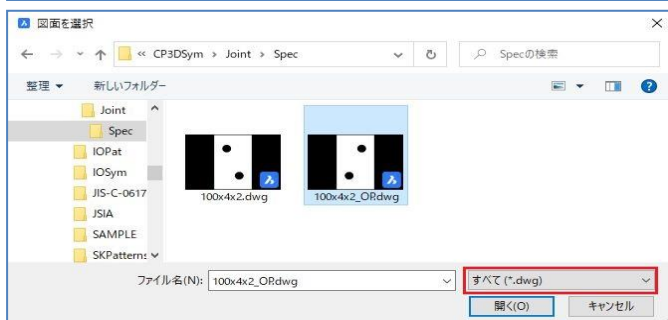 図面を選択
« CP3DSym › Joint › Spec
Specの検索
整理 新しいフォルダー
Joint
Spec
IOPat
IOSym
JIS-C-0617
JSIA
SAMPLE
SKPatterns
100x4x2.dwg
100x4x2_OP.dwg
ファイル名(N): 100x4x2_OP.dwg
すべて (*.dwg)
開く(O) キャンセル